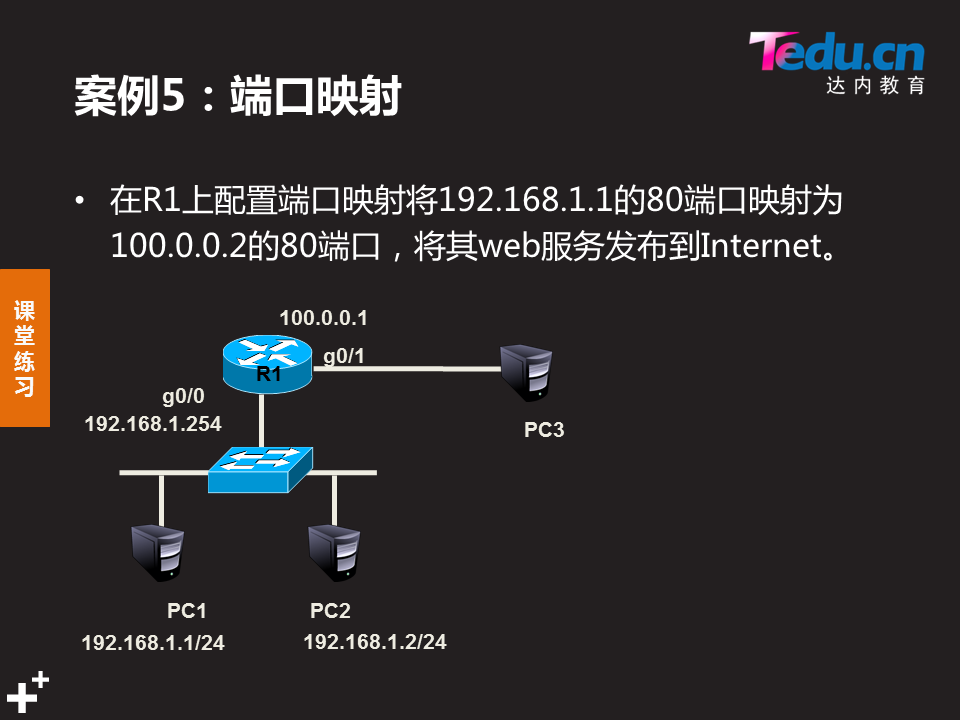 Tedu.cn
达内教育
案例5：端口映射
• 在R1上配置端口映射将192.168.1.1的80端口映射为
100.0.0.2的80端口，将其web服务发布到Internet。
课
堂
练
习
100.0.0.1
g0/1
R1
g0/0
192.168.1.254
PC3
PC1
PC2
192.168.1.1/24
192.168.1.2/24